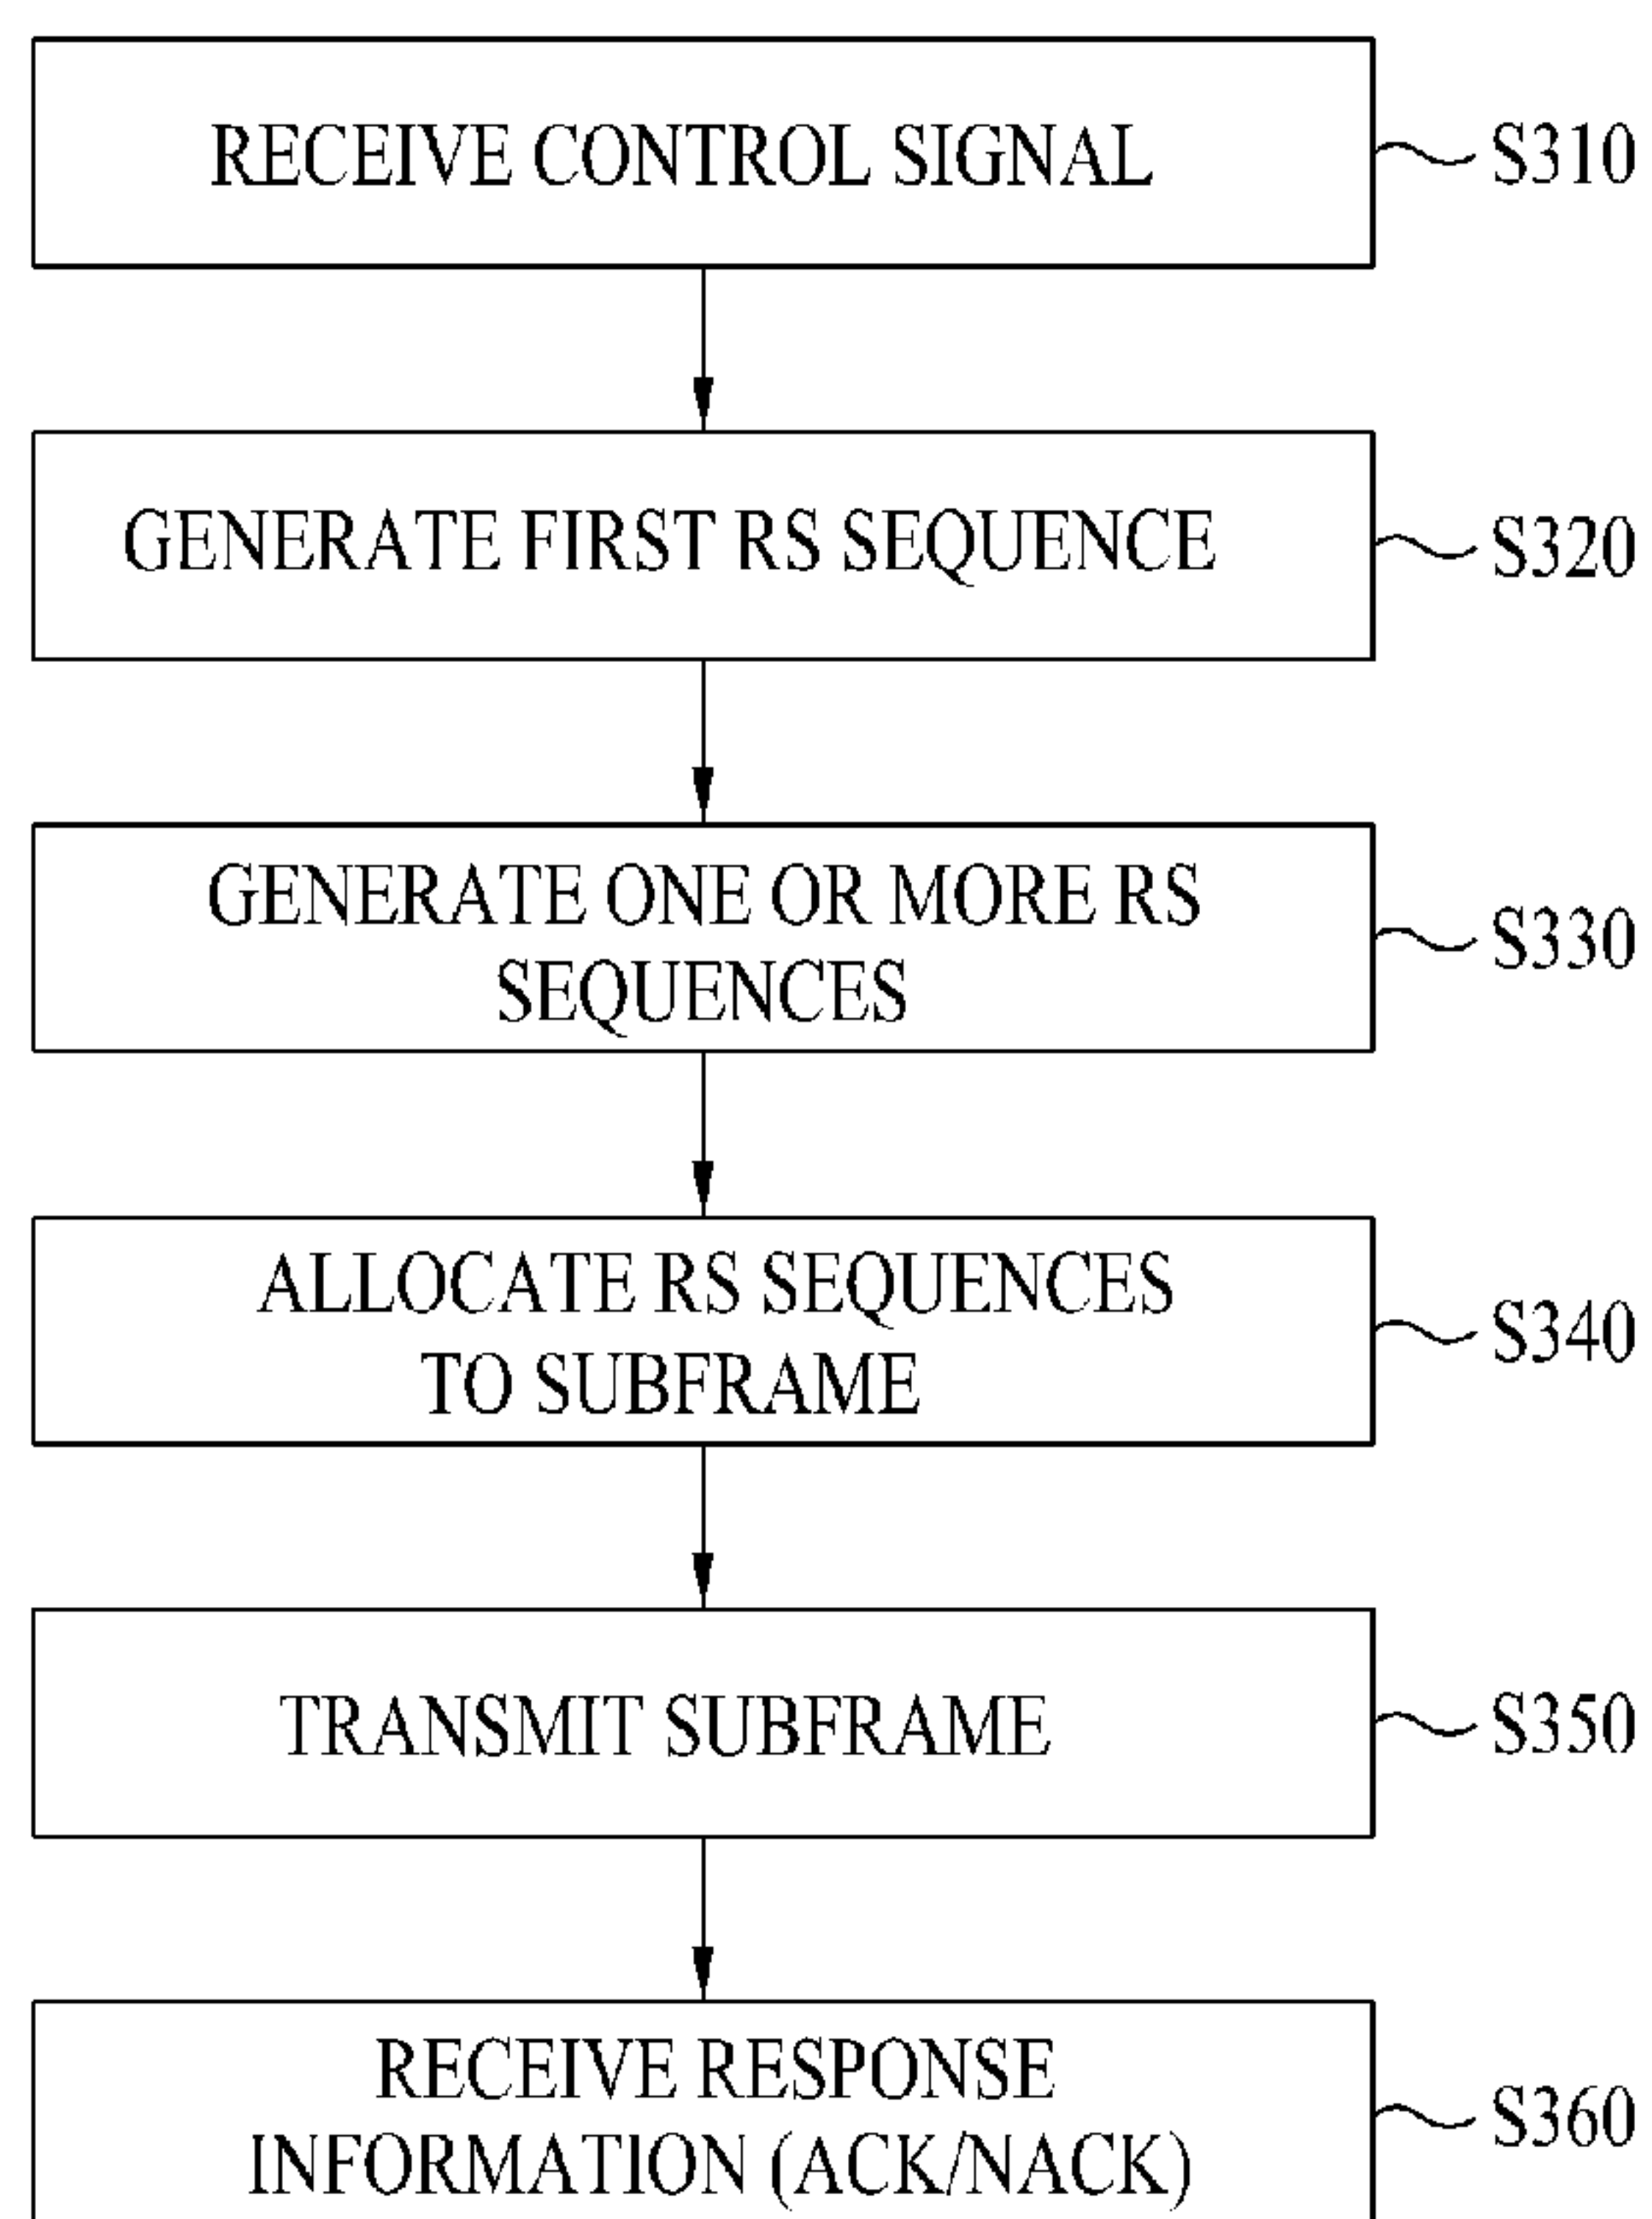 RECEIVE CONTROL SIGNAL
S310
GENERATE FIRST RS SEQUENCE
S320
GENERATE ONE OR MORE RS
SEQUENCES
S330
ALLOCATE RS SEQUENCES
TO SUBFRAME
S340
TRANSMIT SUBFRAME
S350
RECEIVE RESPONSE
INFORMATION (ACK/NACK)
S360